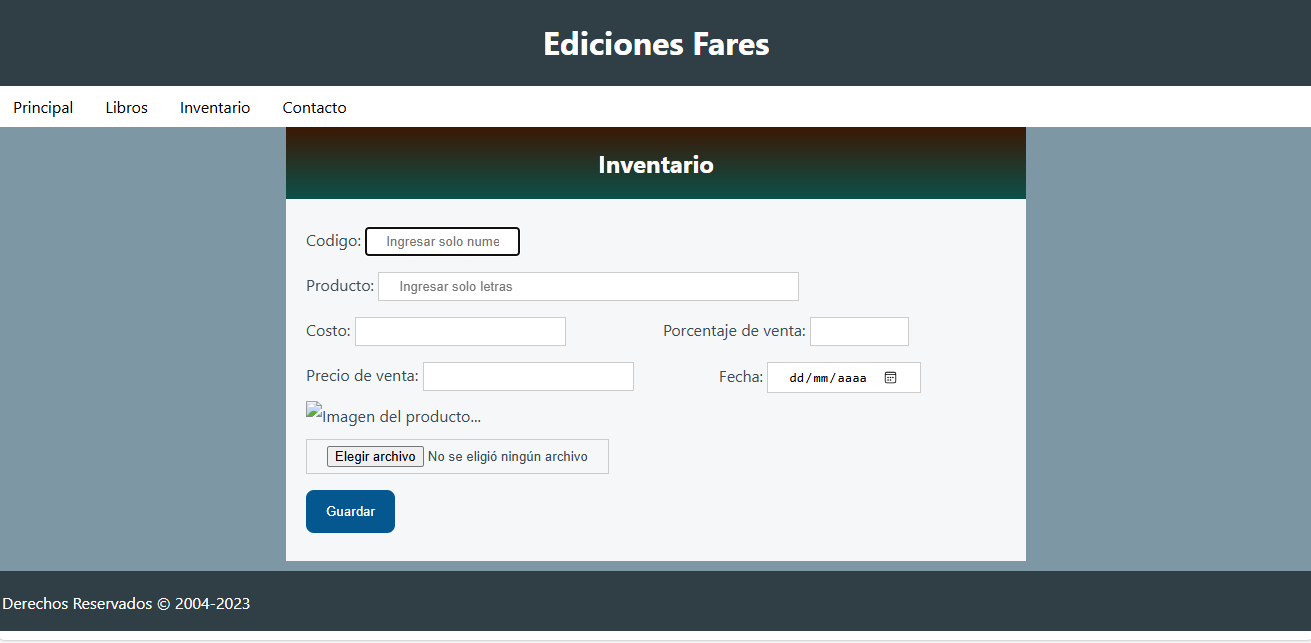 Ediciones Fares
Principal Libros Inventario Contacto
Inventario
Codigo: Ingresar solo nume
Producto: Ingresar solo letras
Costo: Porcentaje de venta:
Precio de venta: Fecha: dd/mm/aaaa
Imagen del producto...
Elegir archivo No se eligió ningún archivo
Guardar
Derechos Reservados © 2004-2023